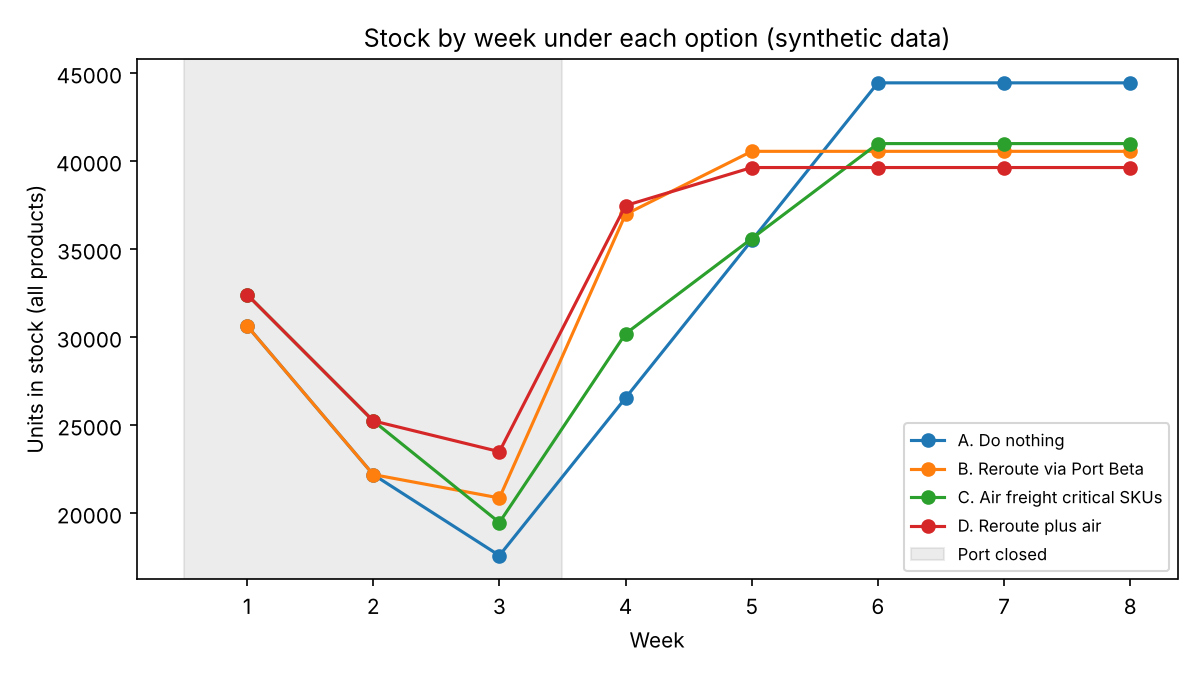 Stock by week under each option (synthetic data)
Units in stock (all products)
45000
40000
35000
30000
25000
20000
A. Do nothing
B. Reroute via Port Beta
C. Air freight critical SKUs
D. Reroute plus air
Port closed
1 2 3 4 5 6 7 8
Week